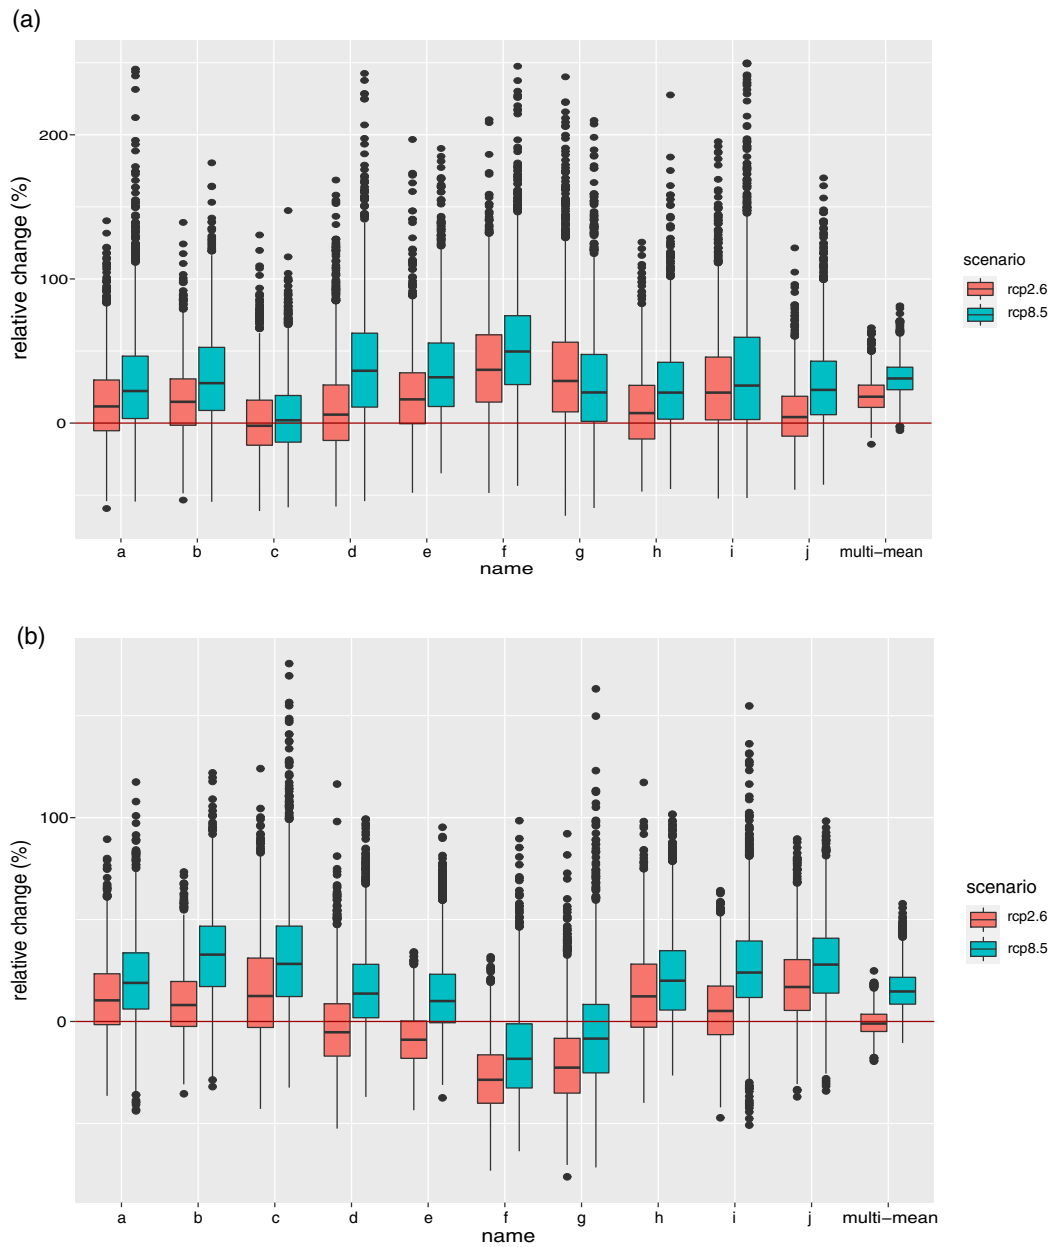 (a)
relative change (%)
200
100
0
a b c d e f g h i j multi-mean
name
scenario
rcp2.6
rcp8.5
(b)
relative change (%)
100
0
a b c d e f g h i j multi-mean
name
scenario
rcp2.6
rcp8.5